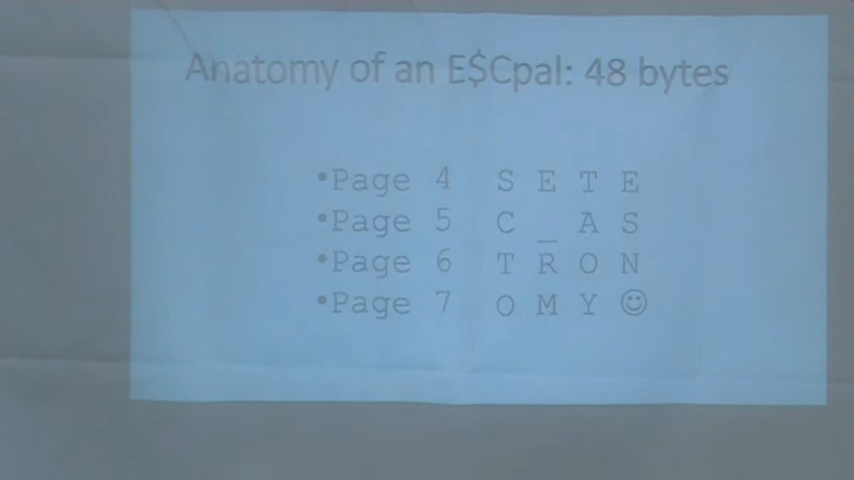 Anatomy of an E$Cpal: 48 bytes
•Page 4 S E T E
•Page 5 C _ A S
•Page 6 T R O N
•Page 7 O M Y ☺